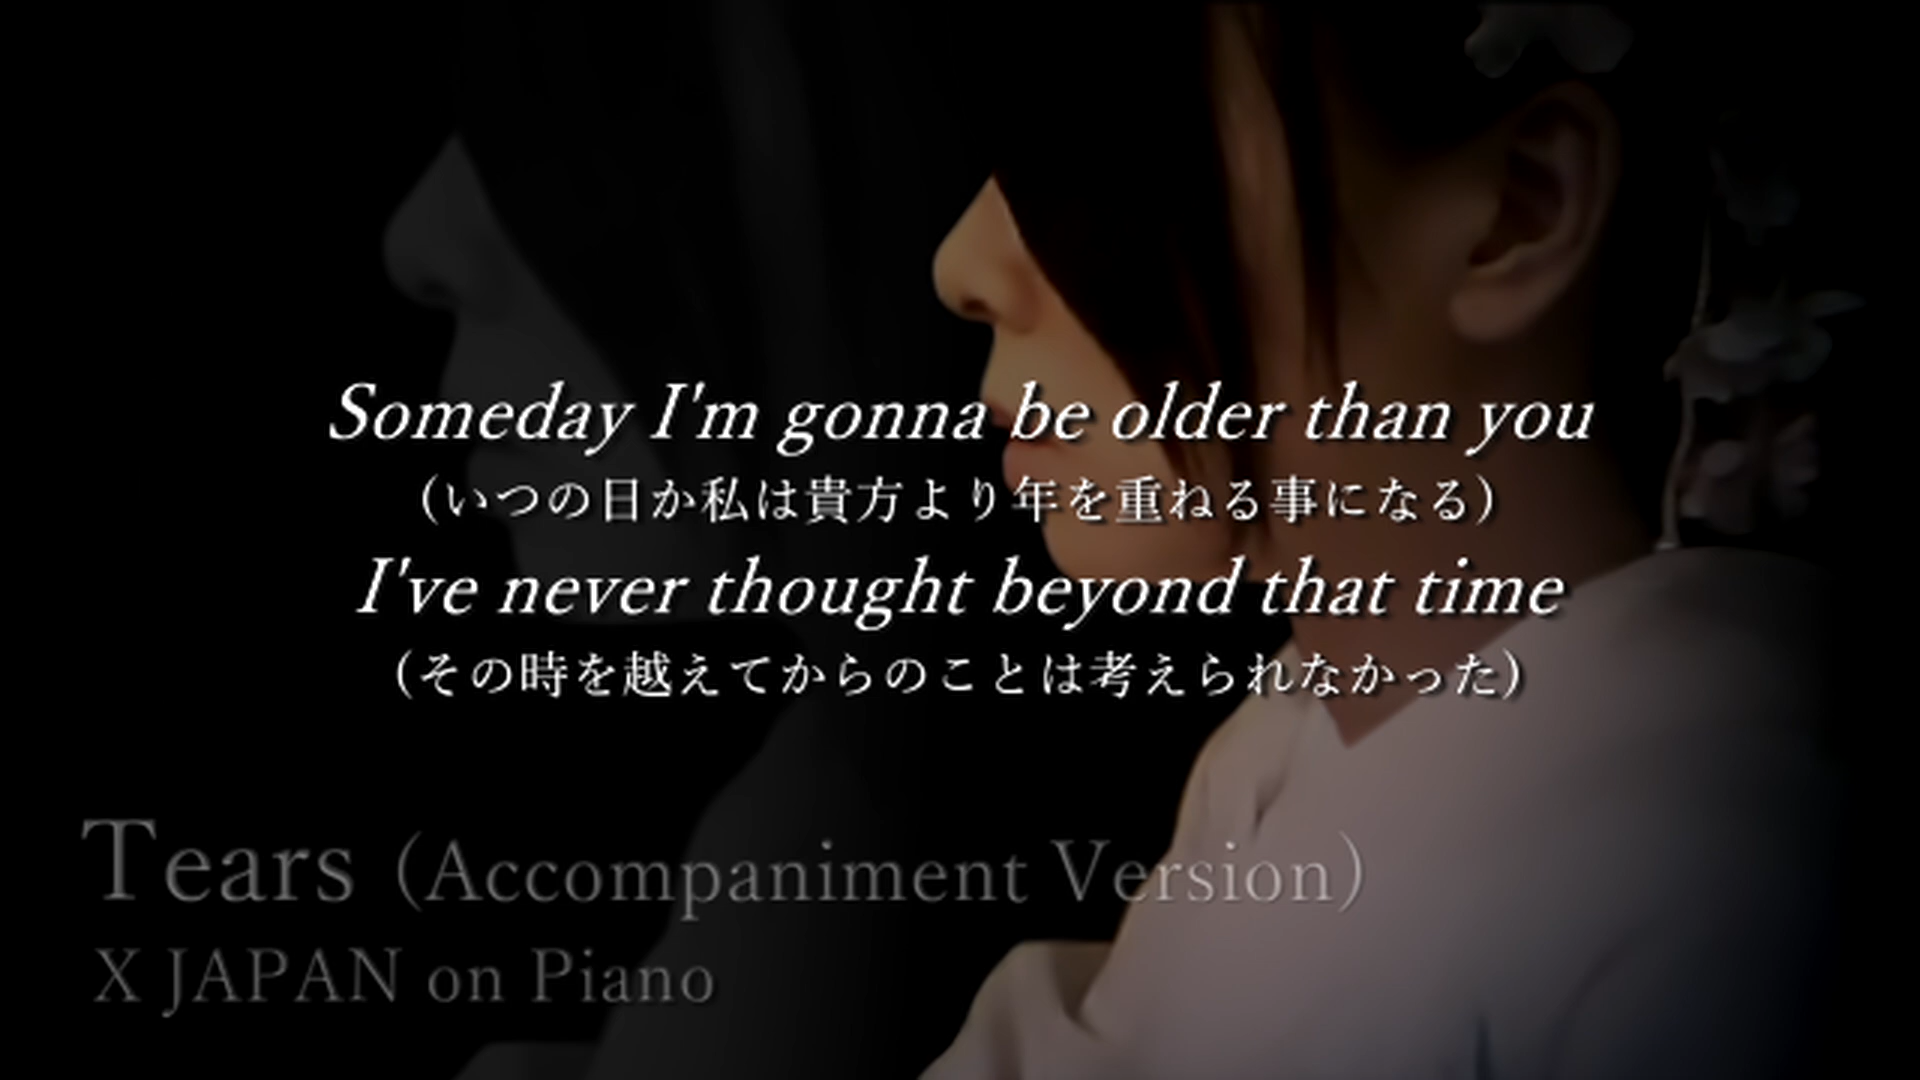 Someday I'm gonna be older than you
(いつの日か私は貴方より年を重ねる事になる)
I've never thought beyond that time
(その時を越えてからのことは考えられなかった)
Tears (Accompaniment Version)
X JAPAN on Piano